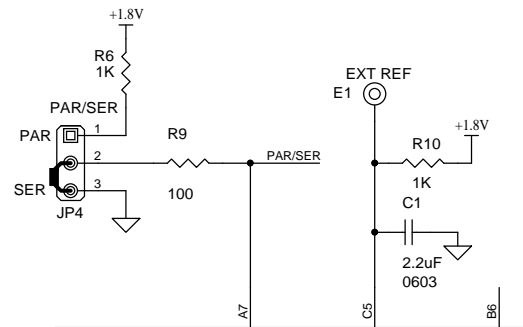 +1.8V
R6
1K
PAR/SER
PAR
1
2
3
SER
JP4
R9
100
PAR/SER
EXT REF
E1
+1.8V
R10
1K
C1
2.2uF
0603
A7
C5
B6